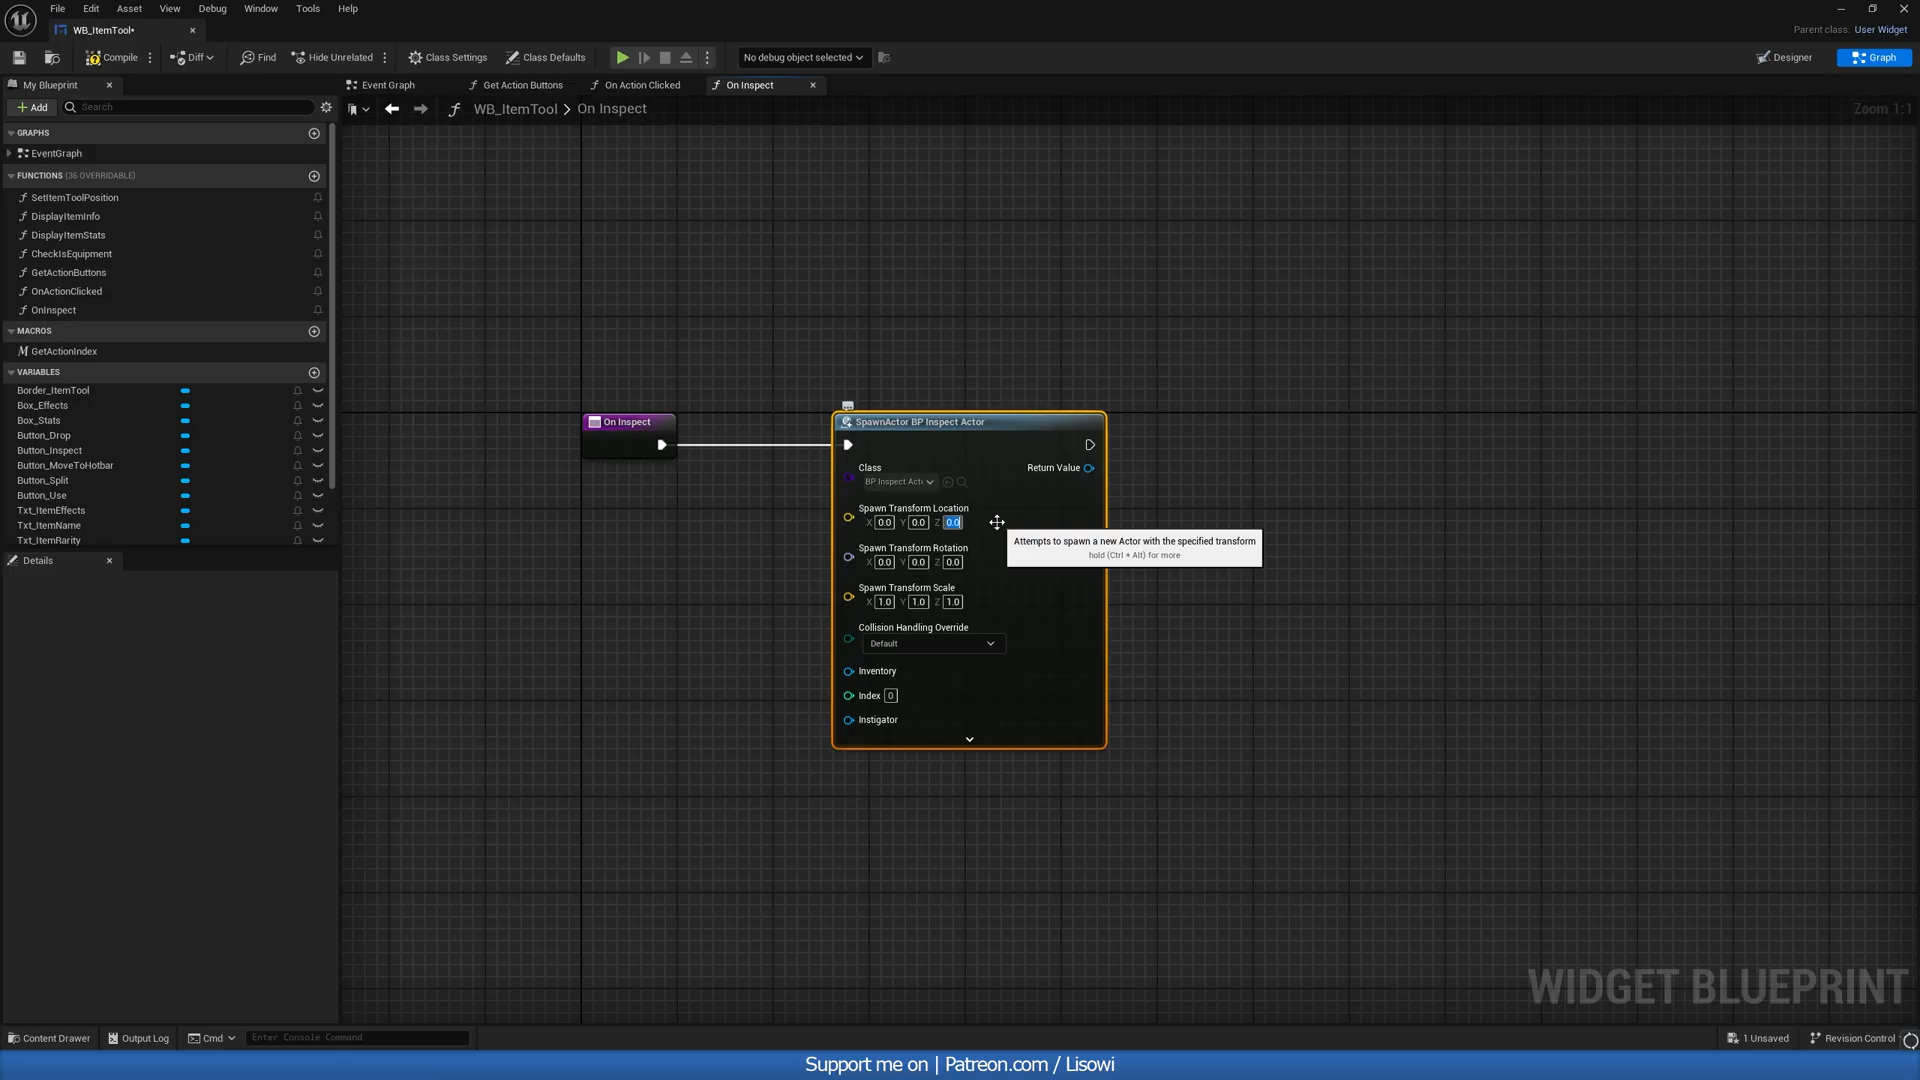 File Edit Asset View Debug Window Tools Help
WB_ItemTool*
Parent class: User Widget
Compile Diff Find Hide Unrelated Class Settings Class Defaults No debug object selected Designer Graph
My Blueprint
Event Graph Get Action Buttons On Action Clicked On Inspect
Add Search
WB_ItemTool > On Inspect
Zoom 1:1
GRAPHS
EventGraph
FUNCTIONS (36 OVERRIDABLE)
SetItemToolPosition
DisplayItemInfo
DisplayItemStats
CheckIsEquipment
GetActionButtons
OnActionClicked
OnInspect
MACROS
GetActionIndex
VARIABLES
Border_ItemTool
Box_Effects
Box_Stats
Button_Drop
Button_Inspect
Button_MoveToHotbar
Button_Split
Button_Use
Txt_ItemEffects
Txt_ItemName
Txt_ItemRarity
Details
On Inspect
SpawnActor BP Inspect Actor
Class
Return Value
BP Inspect Act
Spawn Transform Location
X 0.0 Y 0.0 Z 0.0
Spawn Transform Rotation
X 0.0 Y 0.0 Z 0.0
Spawn Transform Scale
X 1.0 Y 1.0 Z 1.0
Collision Handling Override
Default
Inventory
Index 0
Instigator
Attempts to spawn a new Actor with the specified transform
hold (Ctrl + Alt) for more
WIDGET BLUEPRINT
Content Drawer Output Log Cmd Enter Console Command 1 Unsaved Revision Control
Support me on | Patreon.com / Lisowi